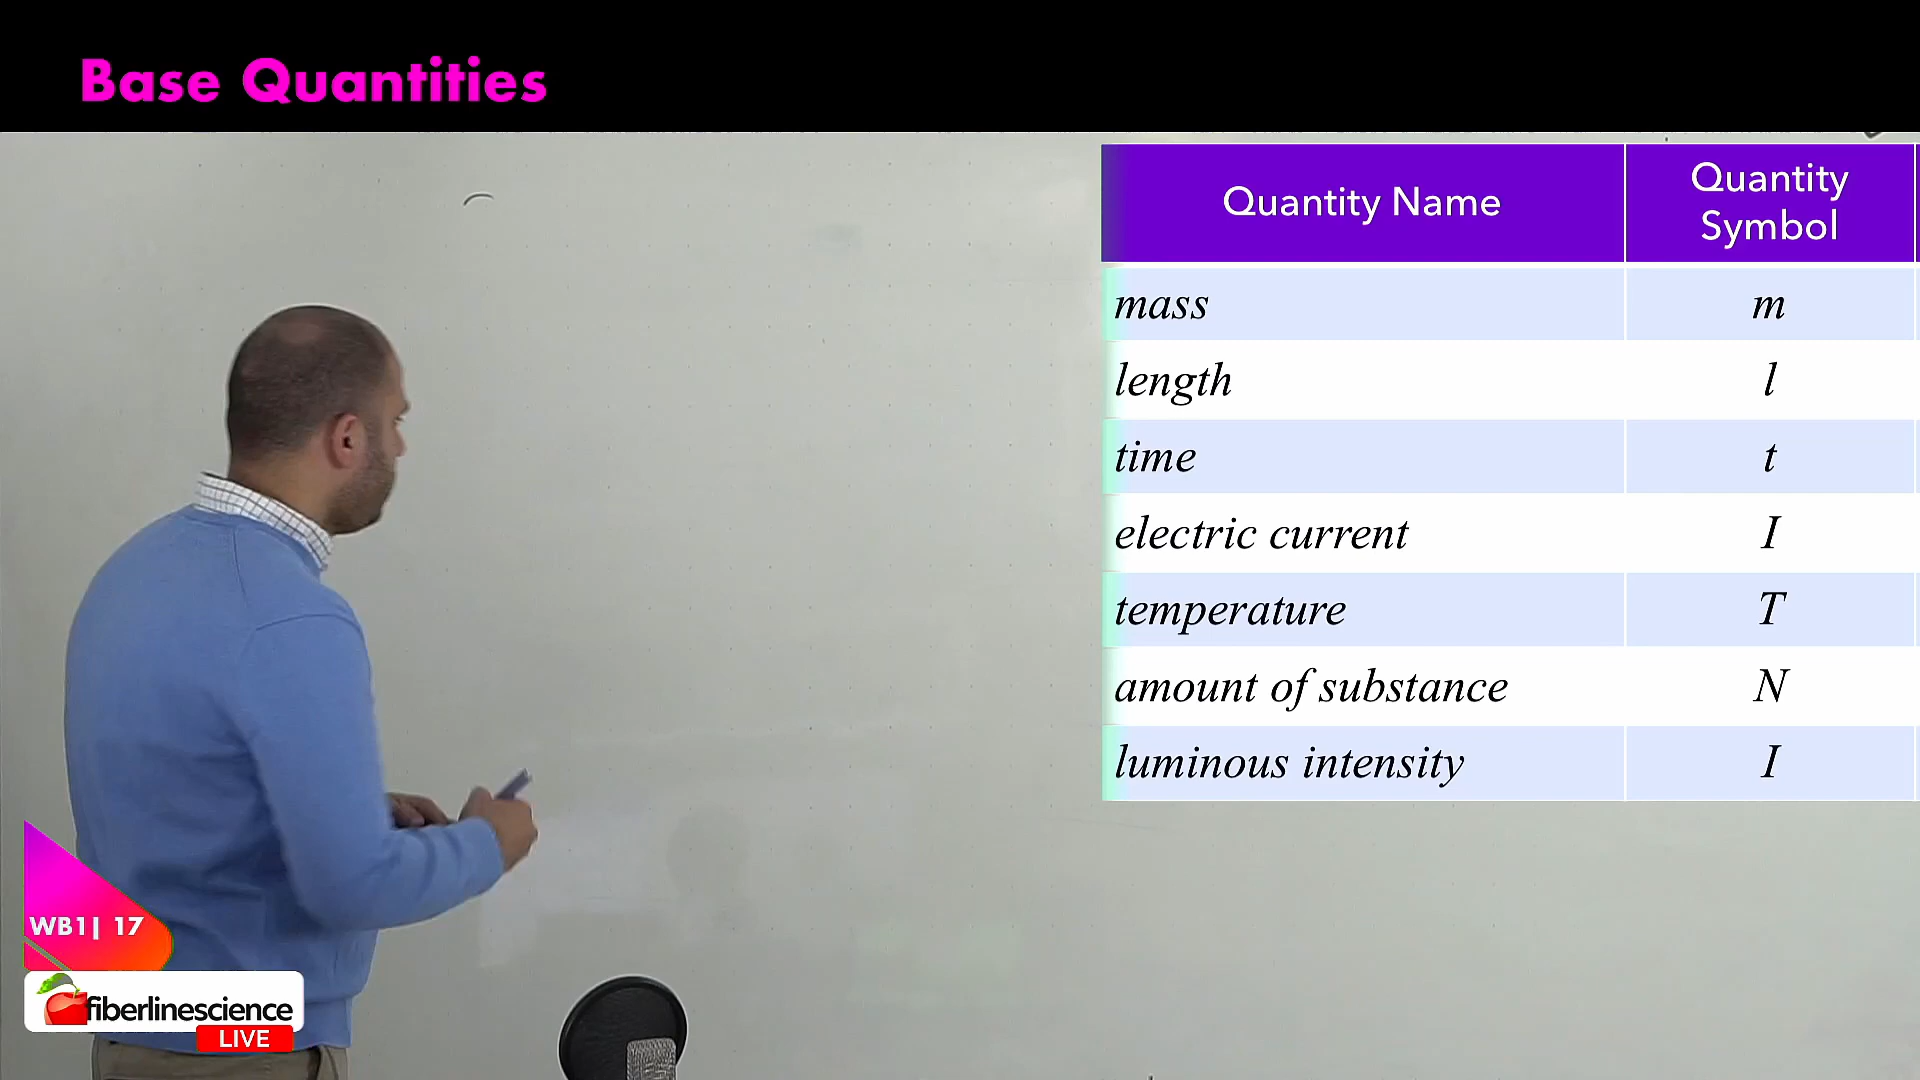 Base Quantities
Quantity Name
Quantity
Symbol
mass m
length l
time t
electric current I
temperature T
amount of substance N
luminous intensity I
WB1| 17
fiberlinescience
LIVE